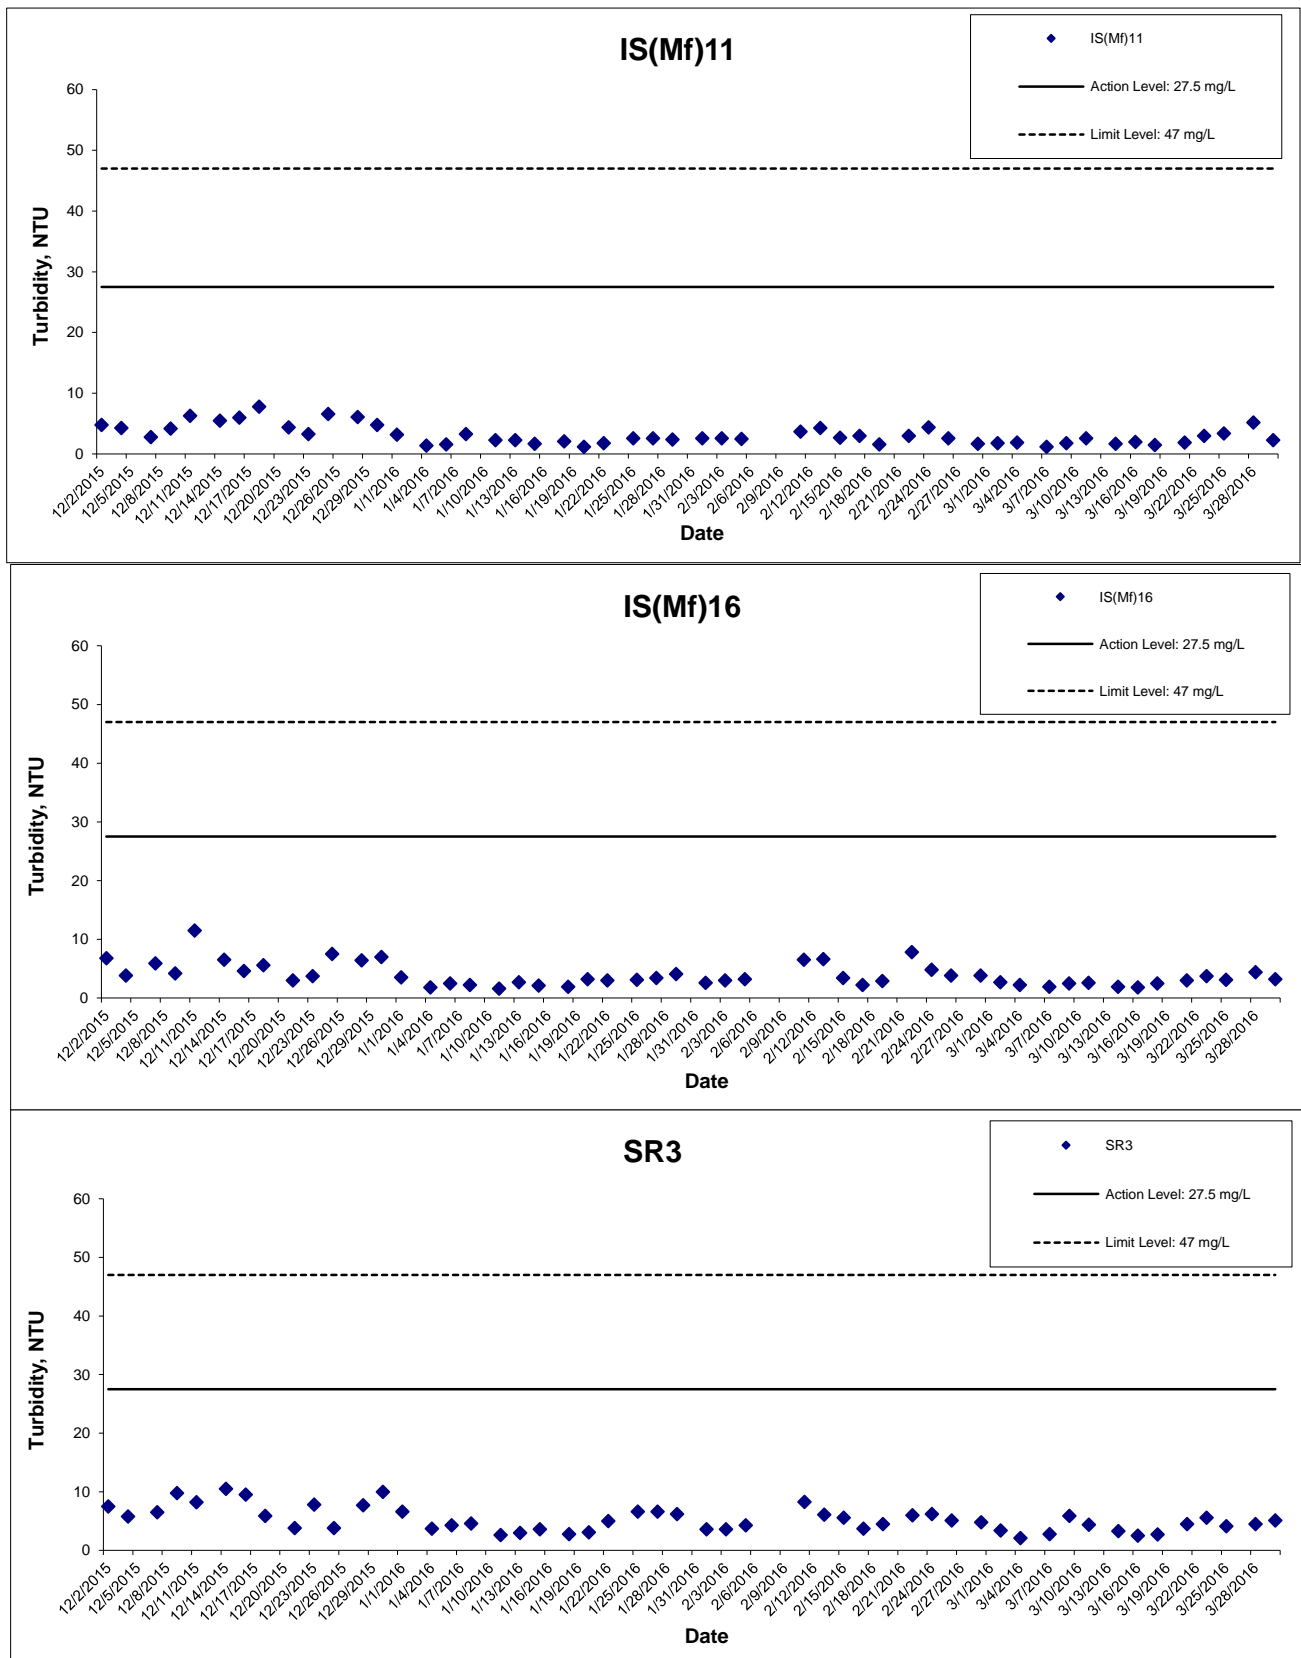 IS(Mf)11
IS(Mf)11
Action Level: 27.5 mg/L
Limit Level: 47 mg/L
60
50
40
30
20
10
0
Turbidity, NTU
12/2/2015 12/5/2015 12/8/2015 12/11/2015 12/14/2015 12/17/2015 12/20/2015 12/23/2015 12/26/2015 12/29/2015 1/1/2016 1/4/2016 1/7/2016 1/10/2016 1/13/2016 1/16/2016 1/19/2016 1/22/2016 1/25/2016 1/28/2016 1/31/2016 2/3/2016 2/6/2016 2/9/2016 2/12/2016 2/15/2016 2/18/2016 2/21/2016 2/24/2016 2/27/2016 3/1/2016 3/4/2016 3/7/2016 3/10/2016 3/13/2016 3/16/2016 3/19/2016 3/22/2016 3/25/2016 3/28/2016
Date
IS(Mf)16
IS(Mf)16
Action Level: 27.5 mg/L
Limit Level: 47 mg/L
60
50
40
30
20
10
0
Turbidity, NTU
12/2/2015 12/5/2015 12/8/2015 12/11/2015 12/14/2015 12/17/2015 12/20/2015 12/23/2015 12/26/2015 12/29/2015 1/1/2016 1/4/2016 1/7/2016 1/10/2016 1/13/2016 1/16/2016 1/19/2016 1/22/2016 1/25/2016 1/28/2016 1/31/2016 2/3/2016 2/6/2016 2/9/2016 2/12/2016 2/15/2016 2/18/2016 2/21/2016 2/24/2016 2/27/2016 3/1/2016 3/4/2016 3/7/2016 3/10/2016 3/13/2016 3/16/2016 3/19/2016 3/22/2016 3/25/2016 3/28/2016
Date
SR3
SR3
Action Level: 27.5 mg/L
Limit Level: 47 mg/L
60
50
40
30
20
10
0
Turbidity, NTU
12/2/2015 12/5/2015 12/8/2015 12/11/2015 12/14/2015 12/17/2015 12/20/2015 12/23/2015 12/26/2015 12/29/2015 1/1/2016 1/4/2016 1/7/2016 1/10/2016 1/13/2016 1/16/2016 1/19/2016 1/22/2016 1/25/2016 1/28/2016 1/31/2016 2/3/2016 2/6/2016 2/9/2016 2/12/2016 2/15/2016 2/18/2016 2/21/2016 2/24/2016 2/27/2016 3/1/2016 3/4/2016 3/7/2016 3/10/2016 3/13/2016 3/16/2016 3/19/2016 3/22/2016 3/25/2016 3/28/2016
Date